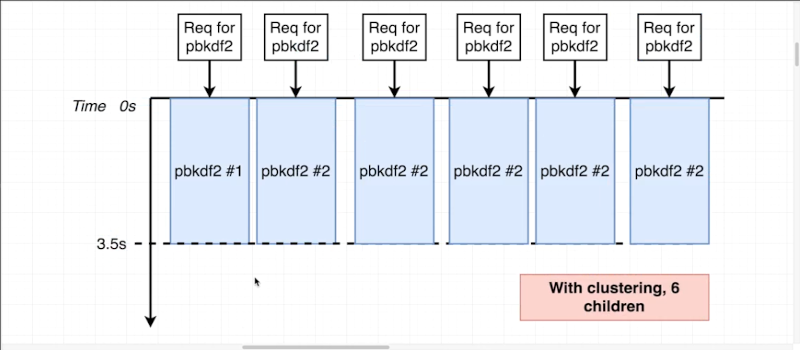 Req for
pbkdf2
Req for
pbkdf2
Req for
pbkdf2
Req for
pbkdf2
Req for
pbkdf2
Req for
pbkdf2
Time 0s
pbkdf2 #1
pbkdf2 #2
pbkdf2 #2
pbkdf2 #2
pbkdf2 #2
pbkdf2 #2
3.5s
With clustering, 6
children